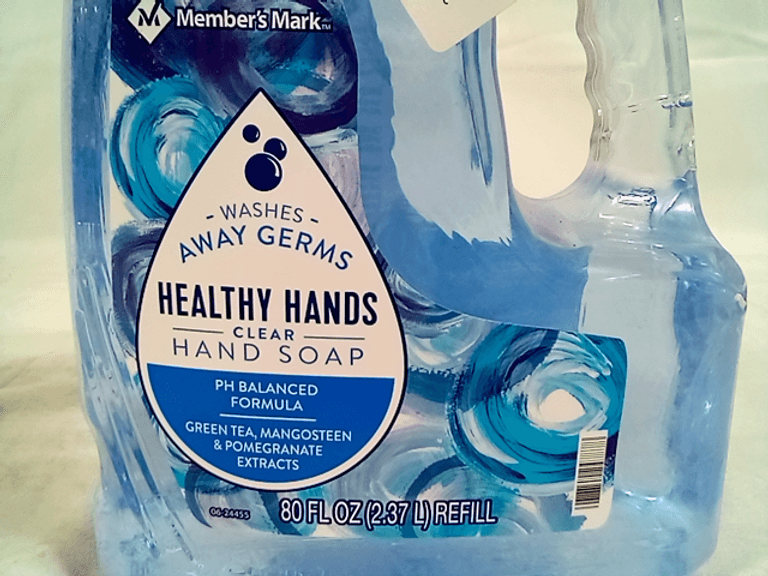 Member's Mark™
- WASHES -
AWAY GERMS
HEALTHY HANDS
CLEAR
HAND SOAP
PH BALANCED
FORMULA
GREEN TEA, MANGOSTEEN
& POMEGRANATE
EXTRACTS
06-24455
80 FL OZ (2.37 L) REFILL